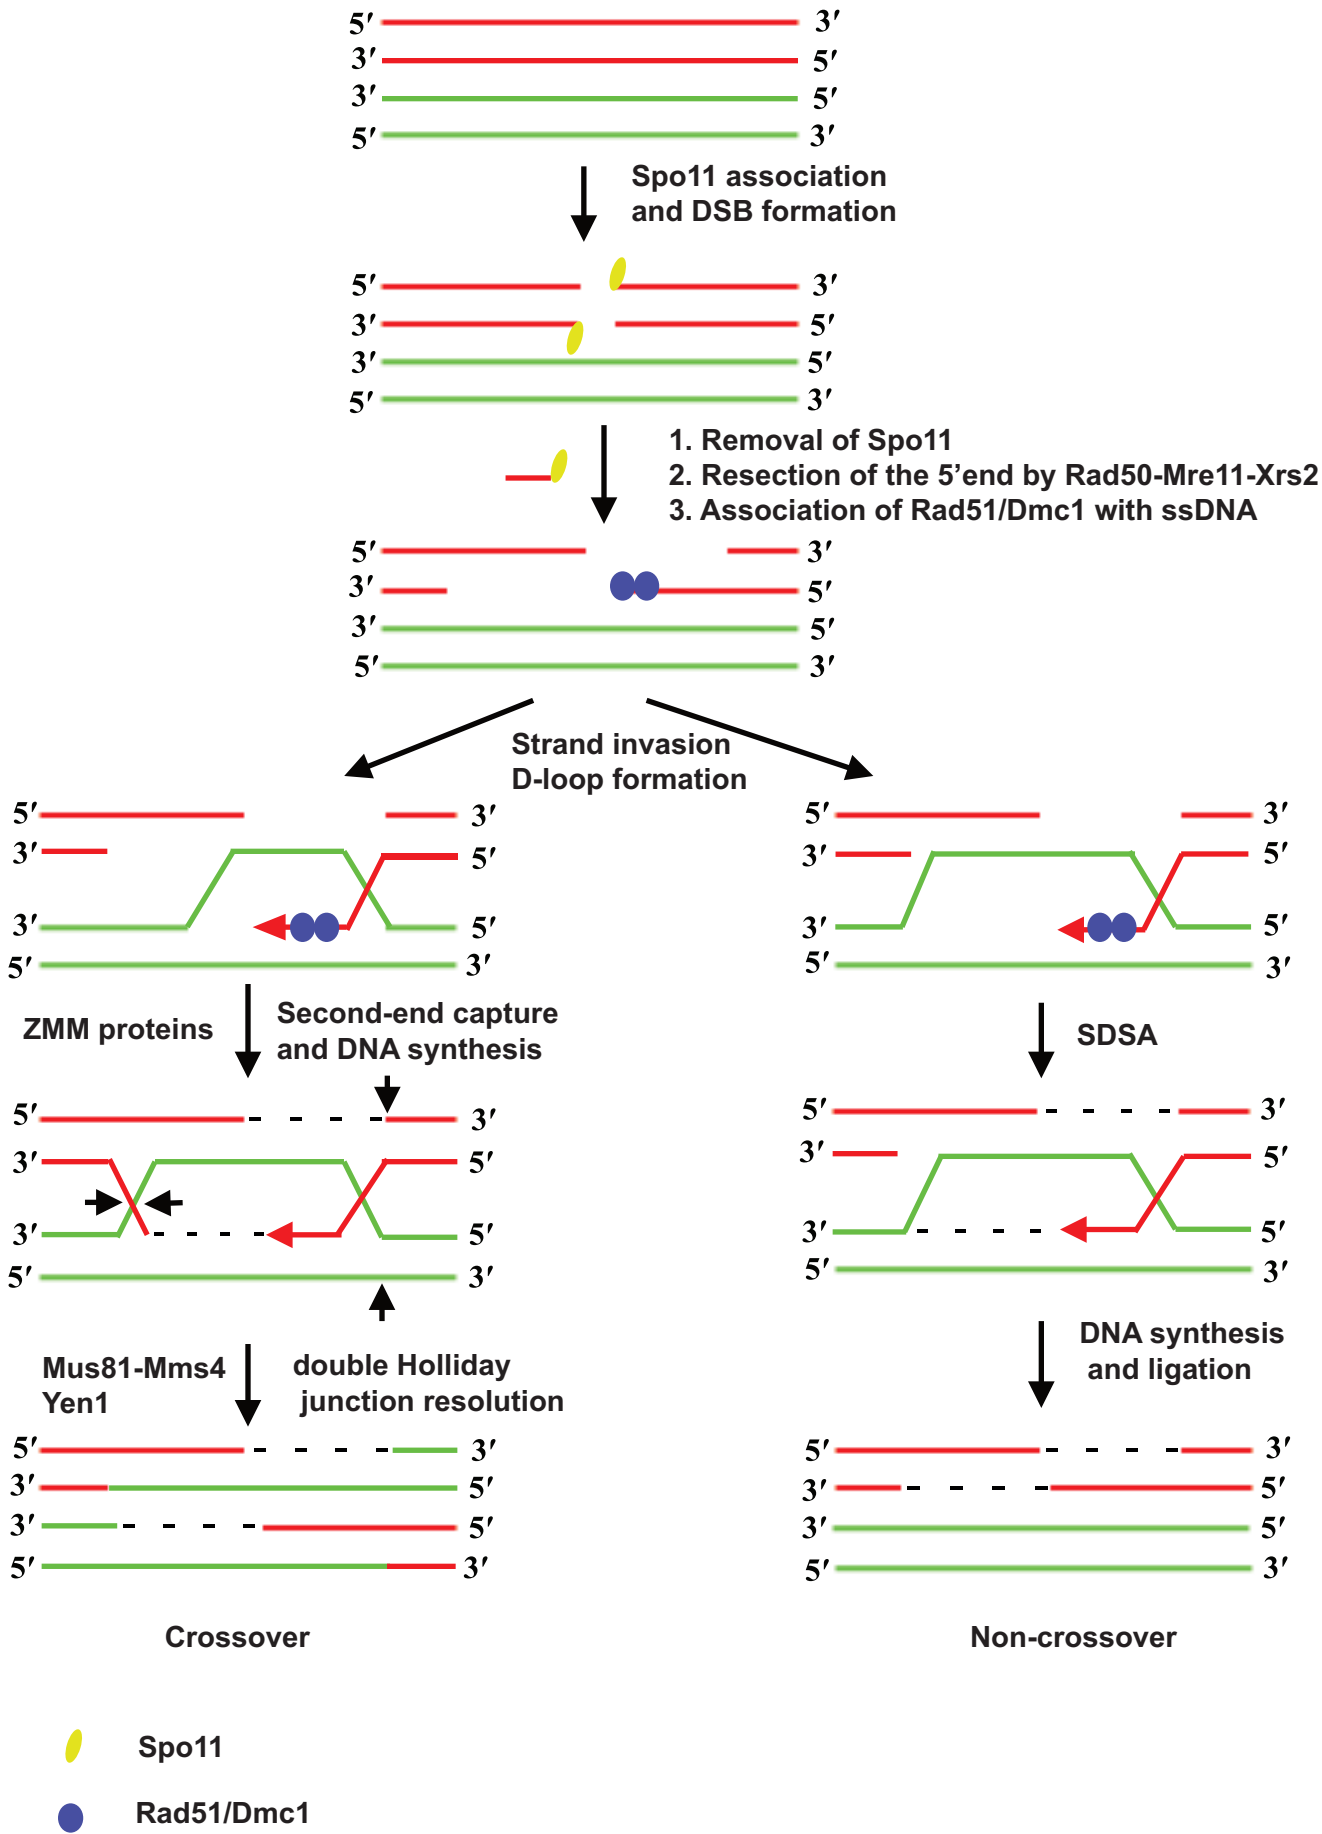 5′ 3′
3′ 5′
3′ 5′
5′ 3′
Spo11 association
and DSB formation
5′ 3′
3′ 5′
3′ 5′
5′ 3′
1. Removal of Spo11
2. Resection of the 5’end by Rad50-Mre11-Xrs2
3. Association of Rad51/Dmc1 with ssDNA
5′ 3′
3′ 5′
3′ 5′
5′ 3′
Strand invasion
D-loop formation
5′ 3′ 5′ 3′
3′ 5′ 3′ 5′
3′ 5′ 3′ 5′
5′ 3′ 5′ 3′
ZMM proteins
Second-end capture
and DNA synthesis
SDSA
5′ 3′ 5′ 3′
3′ 5′ 3′ 5′
3′ 5′ 3′ 5′
5′ 3′ 5′ 3′
Mus81-Mms4
Yen1
double Holliday
junction resolution
DNA synthesis
and ligation
5′ 3′ 5′ 3′
3′ 5′ 3′ 5′
3′ 5′ 3′ 5′
5′ 3′ 5′ 3′
Crossover
Non-crossover
Spo11
Rad51/Dmc1